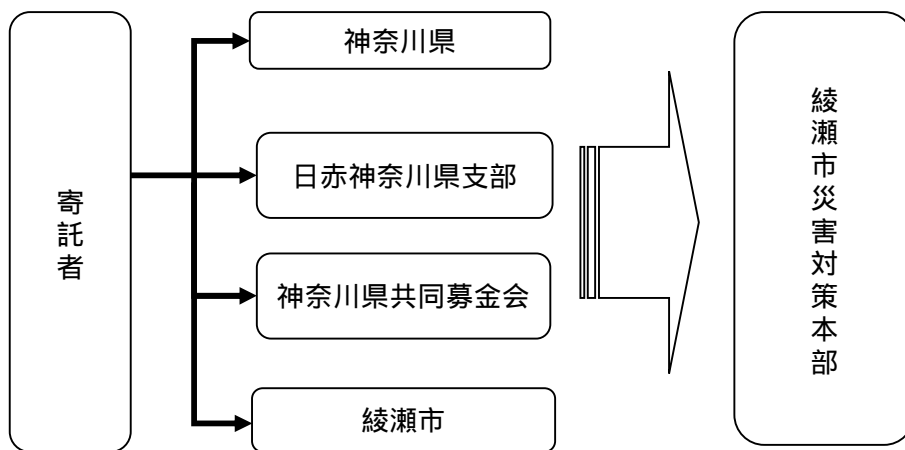 寄託者
神奈川県
日赤神奈川県支部
神奈川県共同募金会
綾瀬市
綾瀬市災害対策本部